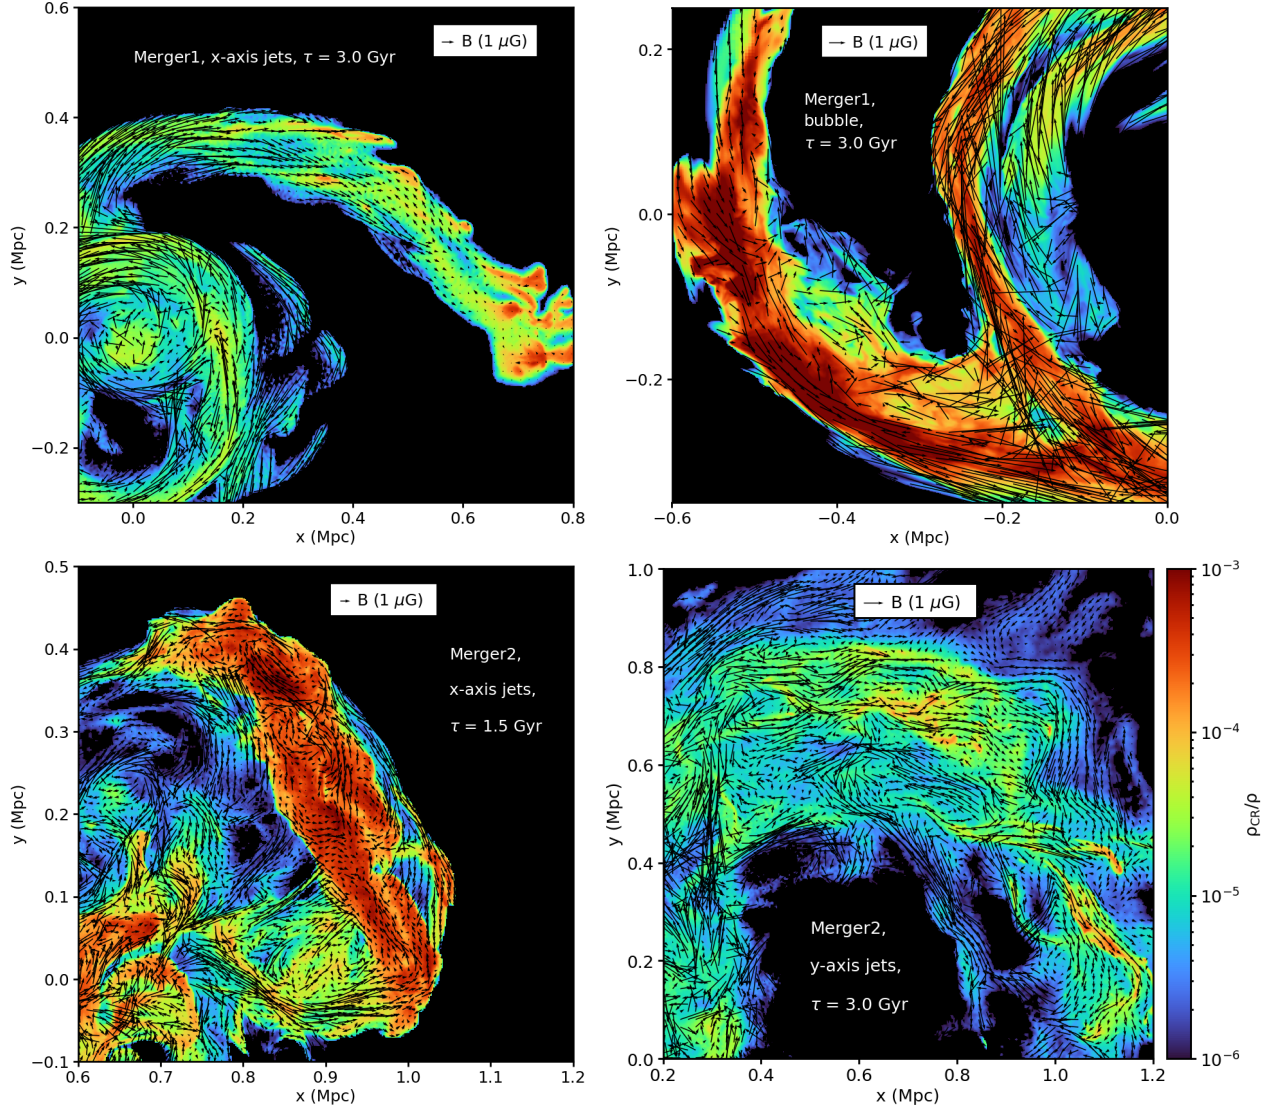 0.6
0.4
0.2
0.0
−0.2
y (Mpc)
→ B (1 μG)
Merger1, x-axis jets, τ = 3.0 Gyr
0.0
0.2
0.4
0.6
0.8
x (Mpc)
0.2
0.0
−0.2
y (Mpc)
→ B (1 μG)
Merger1,
bubble,
τ = 3.0 Gyr
−0.6
−0.4
−0.2
0.0
x (Mpc)
0.5
0.4
0.3
0.2
0.1
0.0
−0.1
y (Mpc)
→ B (1 μG)
Merger2,
x-axis jets,
τ = 1.5 Gyr
0.6
0.7
0.8
0.9
1.0
1.1
1.2
x (Mpc)
1.0
0.8
0.6
0.4
0.2
0.0
y (Mpc)
→ B (1 μG)
Merger2,
y-axis jets,
τ = 3.0 Gyr
0.2
0.4
0.6
0.8
1.0
1.2
x (Mpc)
10⁻³
10⁻⁴
10⁻⁵
10⁻⁶
ρCR/ρ